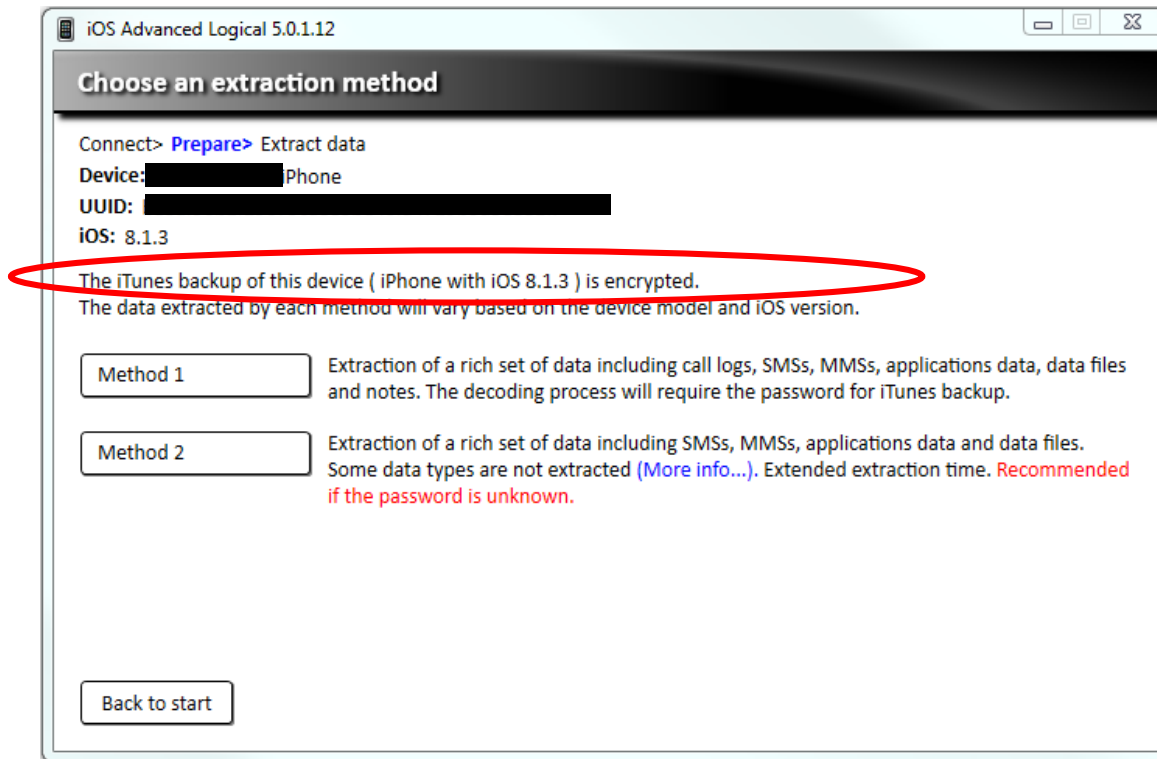 iOS Advanced Logical 5.0.1.12
Choose an extraction method
Connect> Prepare> Extract data
Device: iPhone
UUID:
iOS: 8.1.3
The iTunes backup of this device ( iPhone with iOS 8.1.3 ) is encrypted.
The data extracted by each method will vary based on the device model and iOS version.
Method 1
Extraction of a rich set of data including call logs, SMSs, MMSs, applications data, data files
and notes. The decoding process will require the password for iTunes backup.
Method 2
Extraction of a rich set of data including SMSs, MMSs, applications data and data files.
Some data types are not extracted (More info...). Extended extraction time. Recommended
if the password is unknown.
Back to start